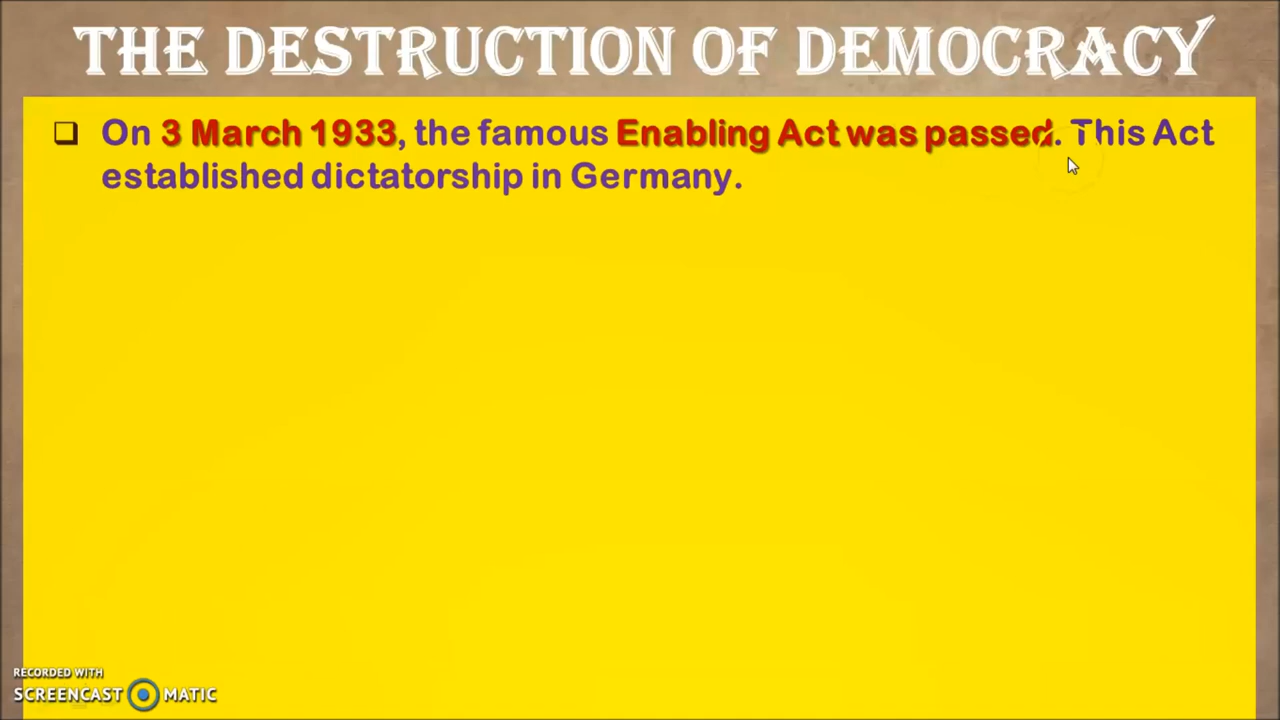 THE DESTRUCTION OF DEMOCRACY
On 3 March 1933, the famous Enabling Act was passed. This Act
established dictatorship in Germany.
RECORDED WITH
SCREENCAST MATIC